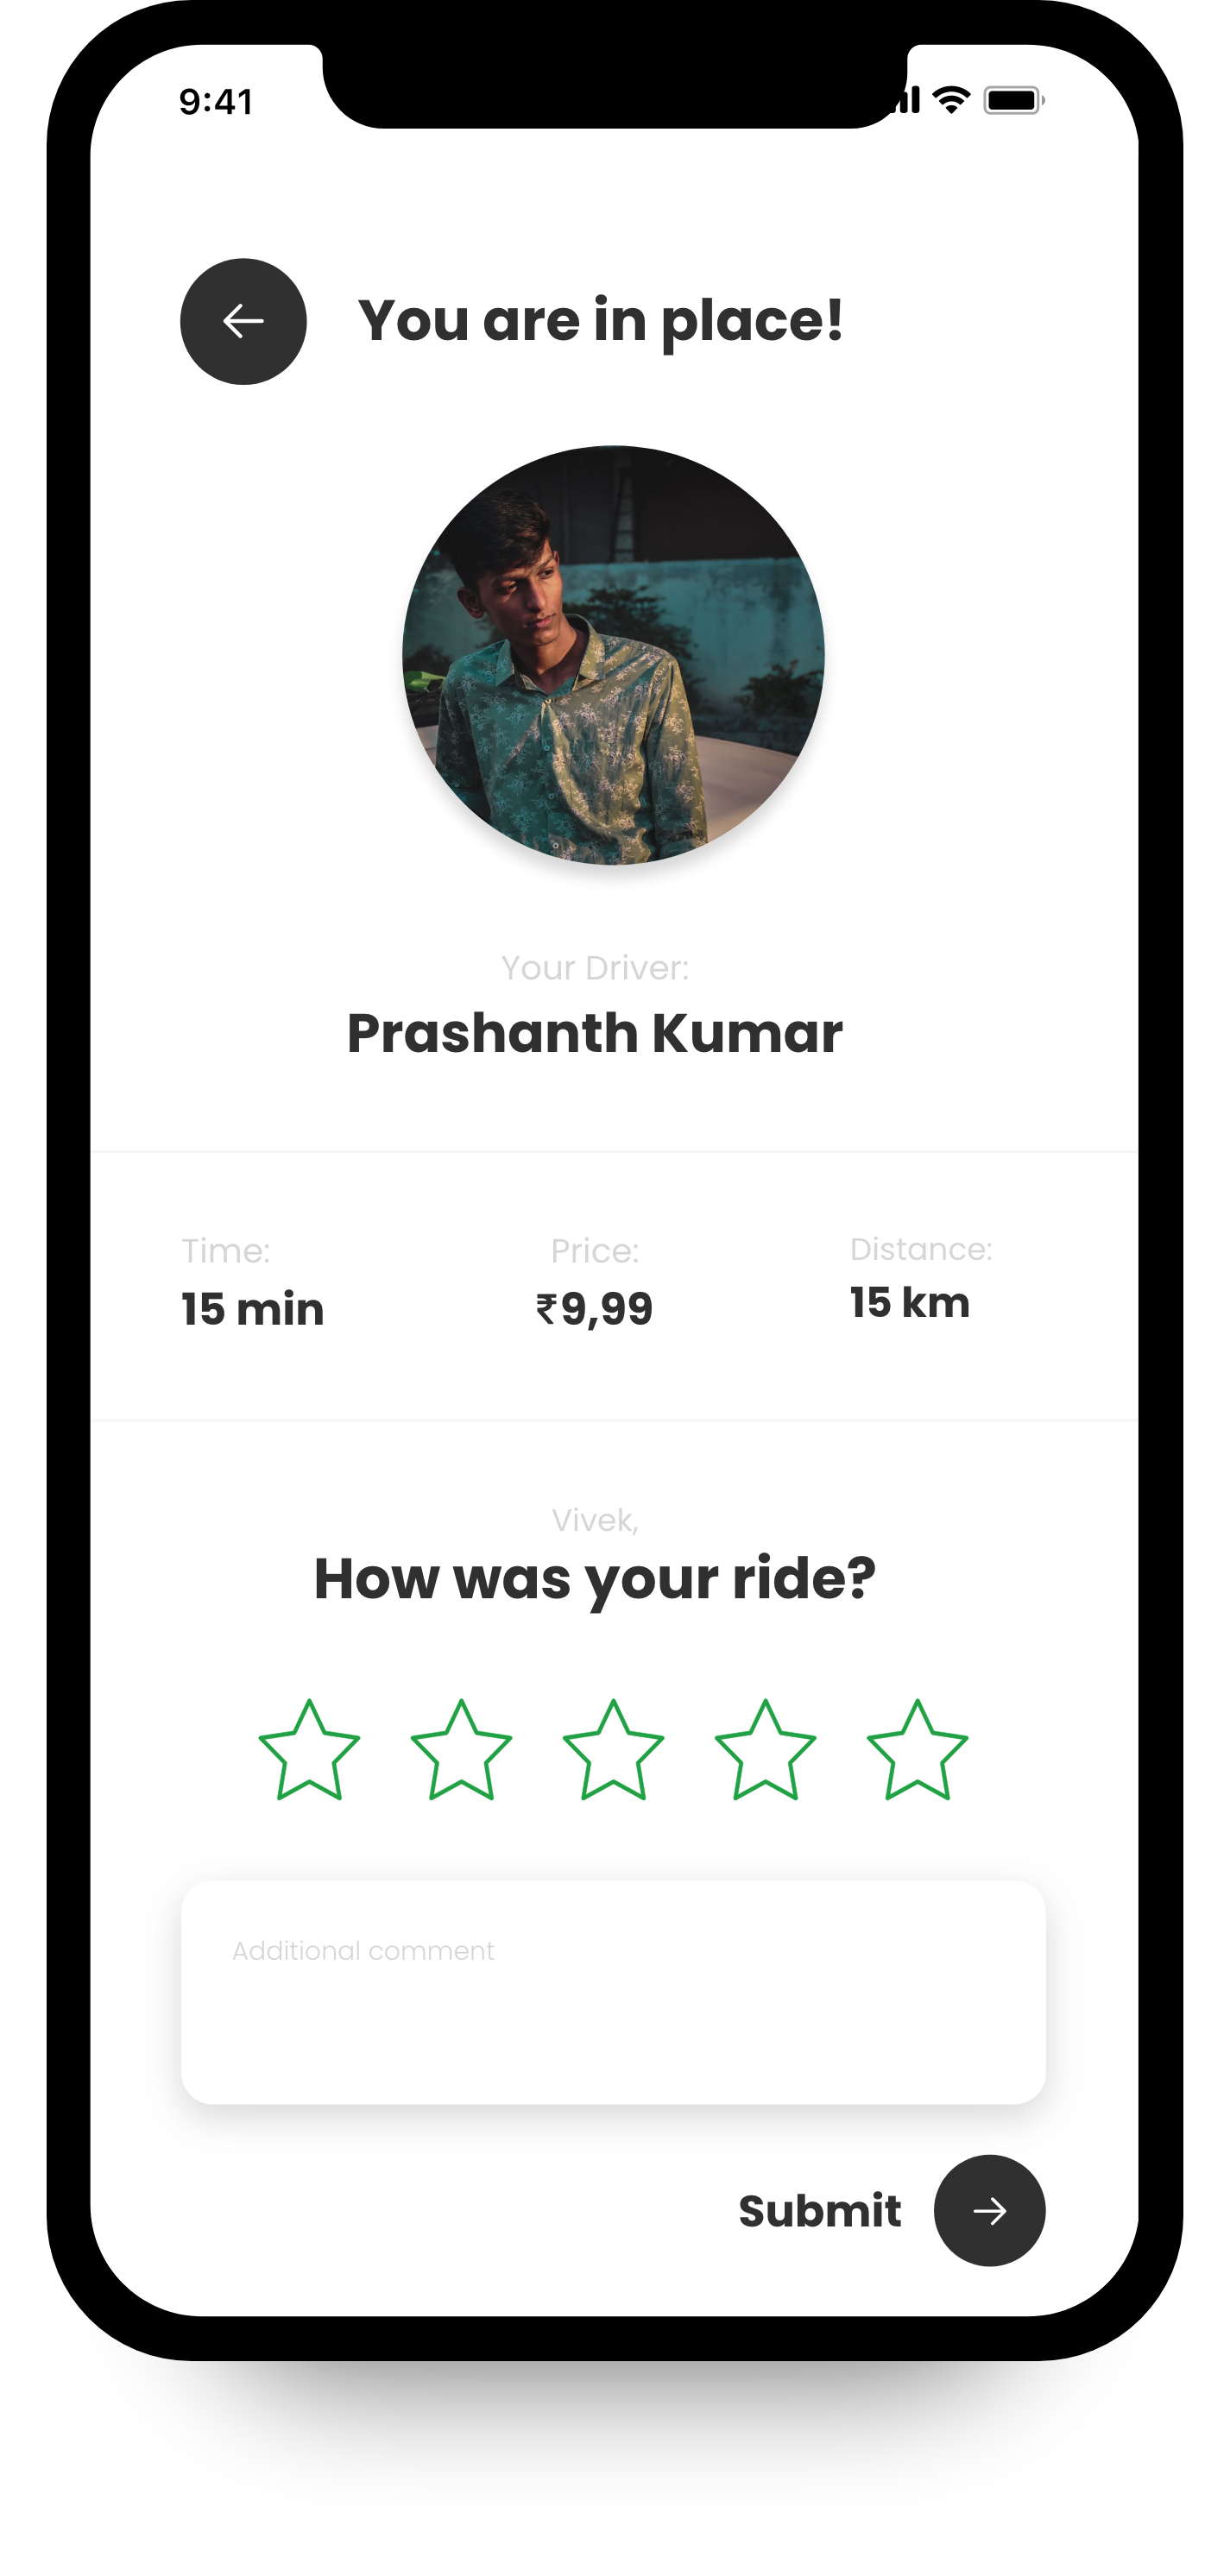 9:41
You are in place!
Your Driver:
Prashanth Kumar
Time:
Price:
Distance:
15 min
₹9,99
15 km
Vivek,
How was your ride?
Additional comment
Submit